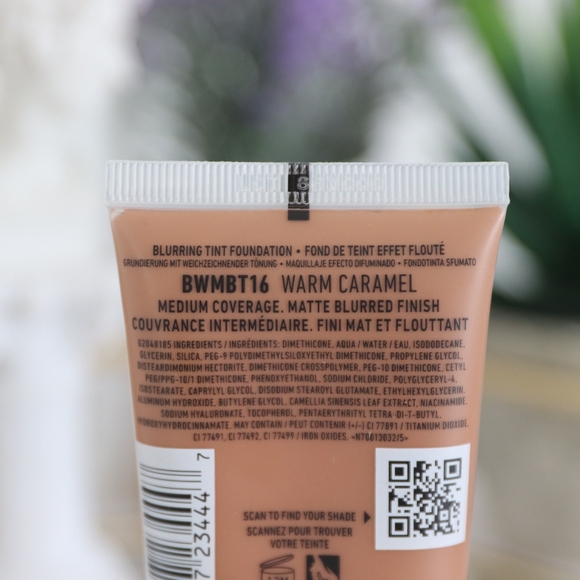 BLURRING TINT FOUNDATION • FOND DE TEINT EFFET FLOUTÉ
GRUNDIERUNG MIT WEICHZEICHNENDER TÖNUNG • MAQUILLAJE EFECTO DIFUMINADO • FONDOTINTA SFUMATO
BWMBT16 WARM CARAMEL
MEDIUM COVERAGE. MATTE BLURRED FINISH
COUVRANCE INTERMÉDIAIRE. FINI MAT ET FLOUTTANT
G2048185 INGREDIENTS / INGRÉDIENTS: DIMETHICONE, AQUA / WATER / EAU, ISODODECANE,
GLYCERIN, SILICA, PEG-9 POLYDIMETHYLSILOXYETHYL DIMETHICONE, PROPYLENE GLYCOL,
DISTEARDIMONIUM HECTORITE, DIMETHICONE CROSSPOLYMER, PEG-10 DIMETHICONE, CETYL
PEG/PPG-10/1 DIMETHICONE, PHENOXYETHANOL, SODIUM CHLORIDE, POLYGLYCERYL-4
ISOSTEARATE, CAPRYLYL GLYCOL, DISODIUM STEAROYL GLUTAMATE, ETHYLHEXYLGLYCERIN,
ALUMINUM HYDROXIDE, BUTYLENE GLYCOL, CAMELLIA SINENSIS LEAF EXTRACT, NIACINAMIDE,
SODIUM HYALURONATE, TOCOPHEROL, PENTAERYTHRITYL TETRA-DI-T-BUTYL
HYDROXYHYDROCINNAMATE. MAY CONTAIN / PEUT CONTENIR (+/-) CI 77891 / TITANIUM DIOXIDE,
CI 77491, CI 77492, CI 77499 / IRON OXIDES.
7 23444 7
SCAN TO FIND YOUR SHADE
SCANNEZ POUR TROUVER
VOTRE TEINTE
12M